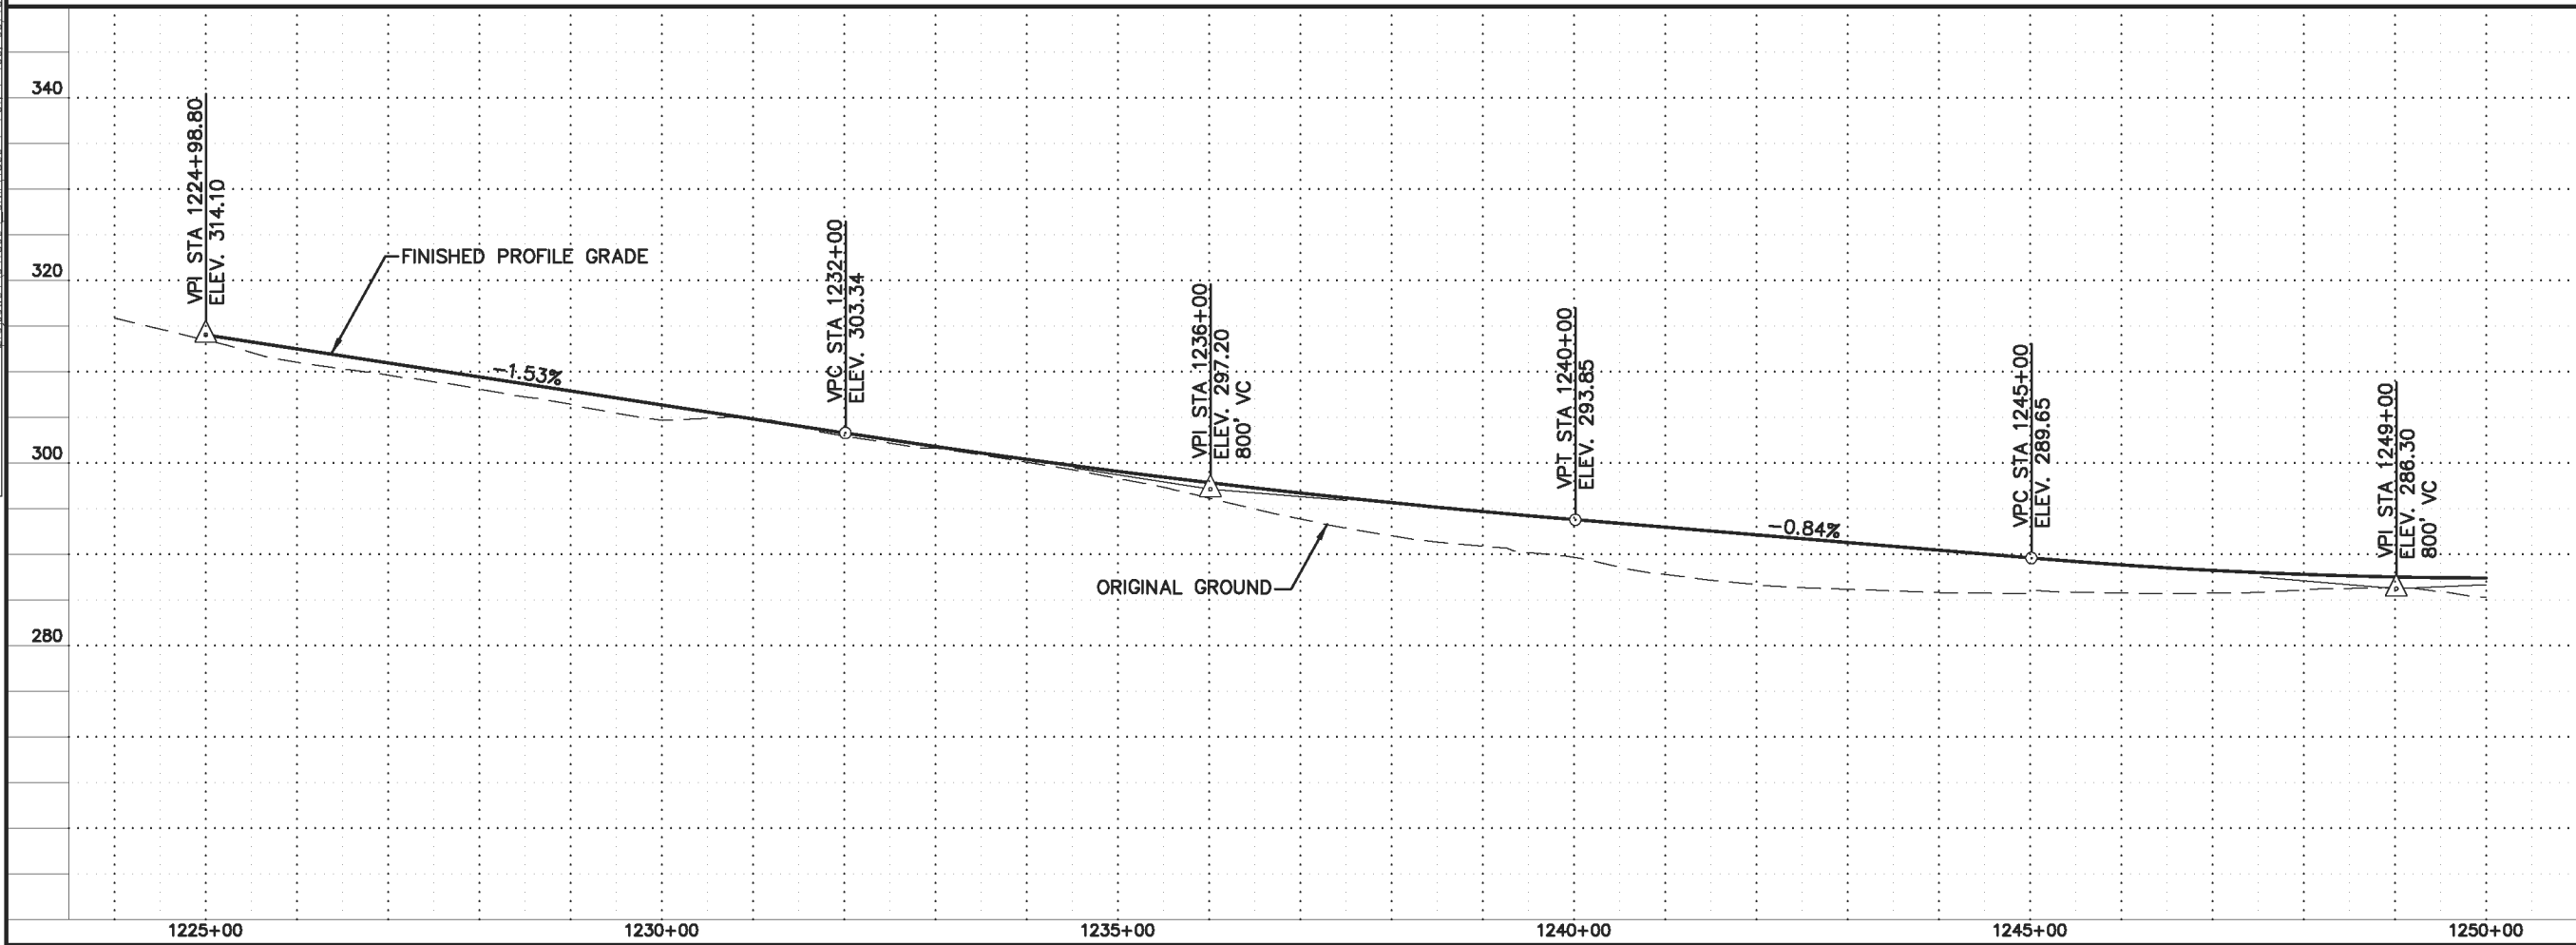 340
320
300
280
VPI STA 1224+98.80
ELEV. 314.10
FINISHED PROFILE GRADE
-1.53%
VPC STA 1232+00
ELEV. 303.34
VPI STA 1236+00
ELEV. 297.20
800' VC
ORIGINAL GROUND
VPT STA 1240+00
ELEV. 293.85
-0.84%
VPC STA 1245+00
ELEV. 289.65
VPI STA 1249+00
ELEV. 286.30
800' VC
1225+00
1230+00
1235+00
1240+00
1245+00
1250+00